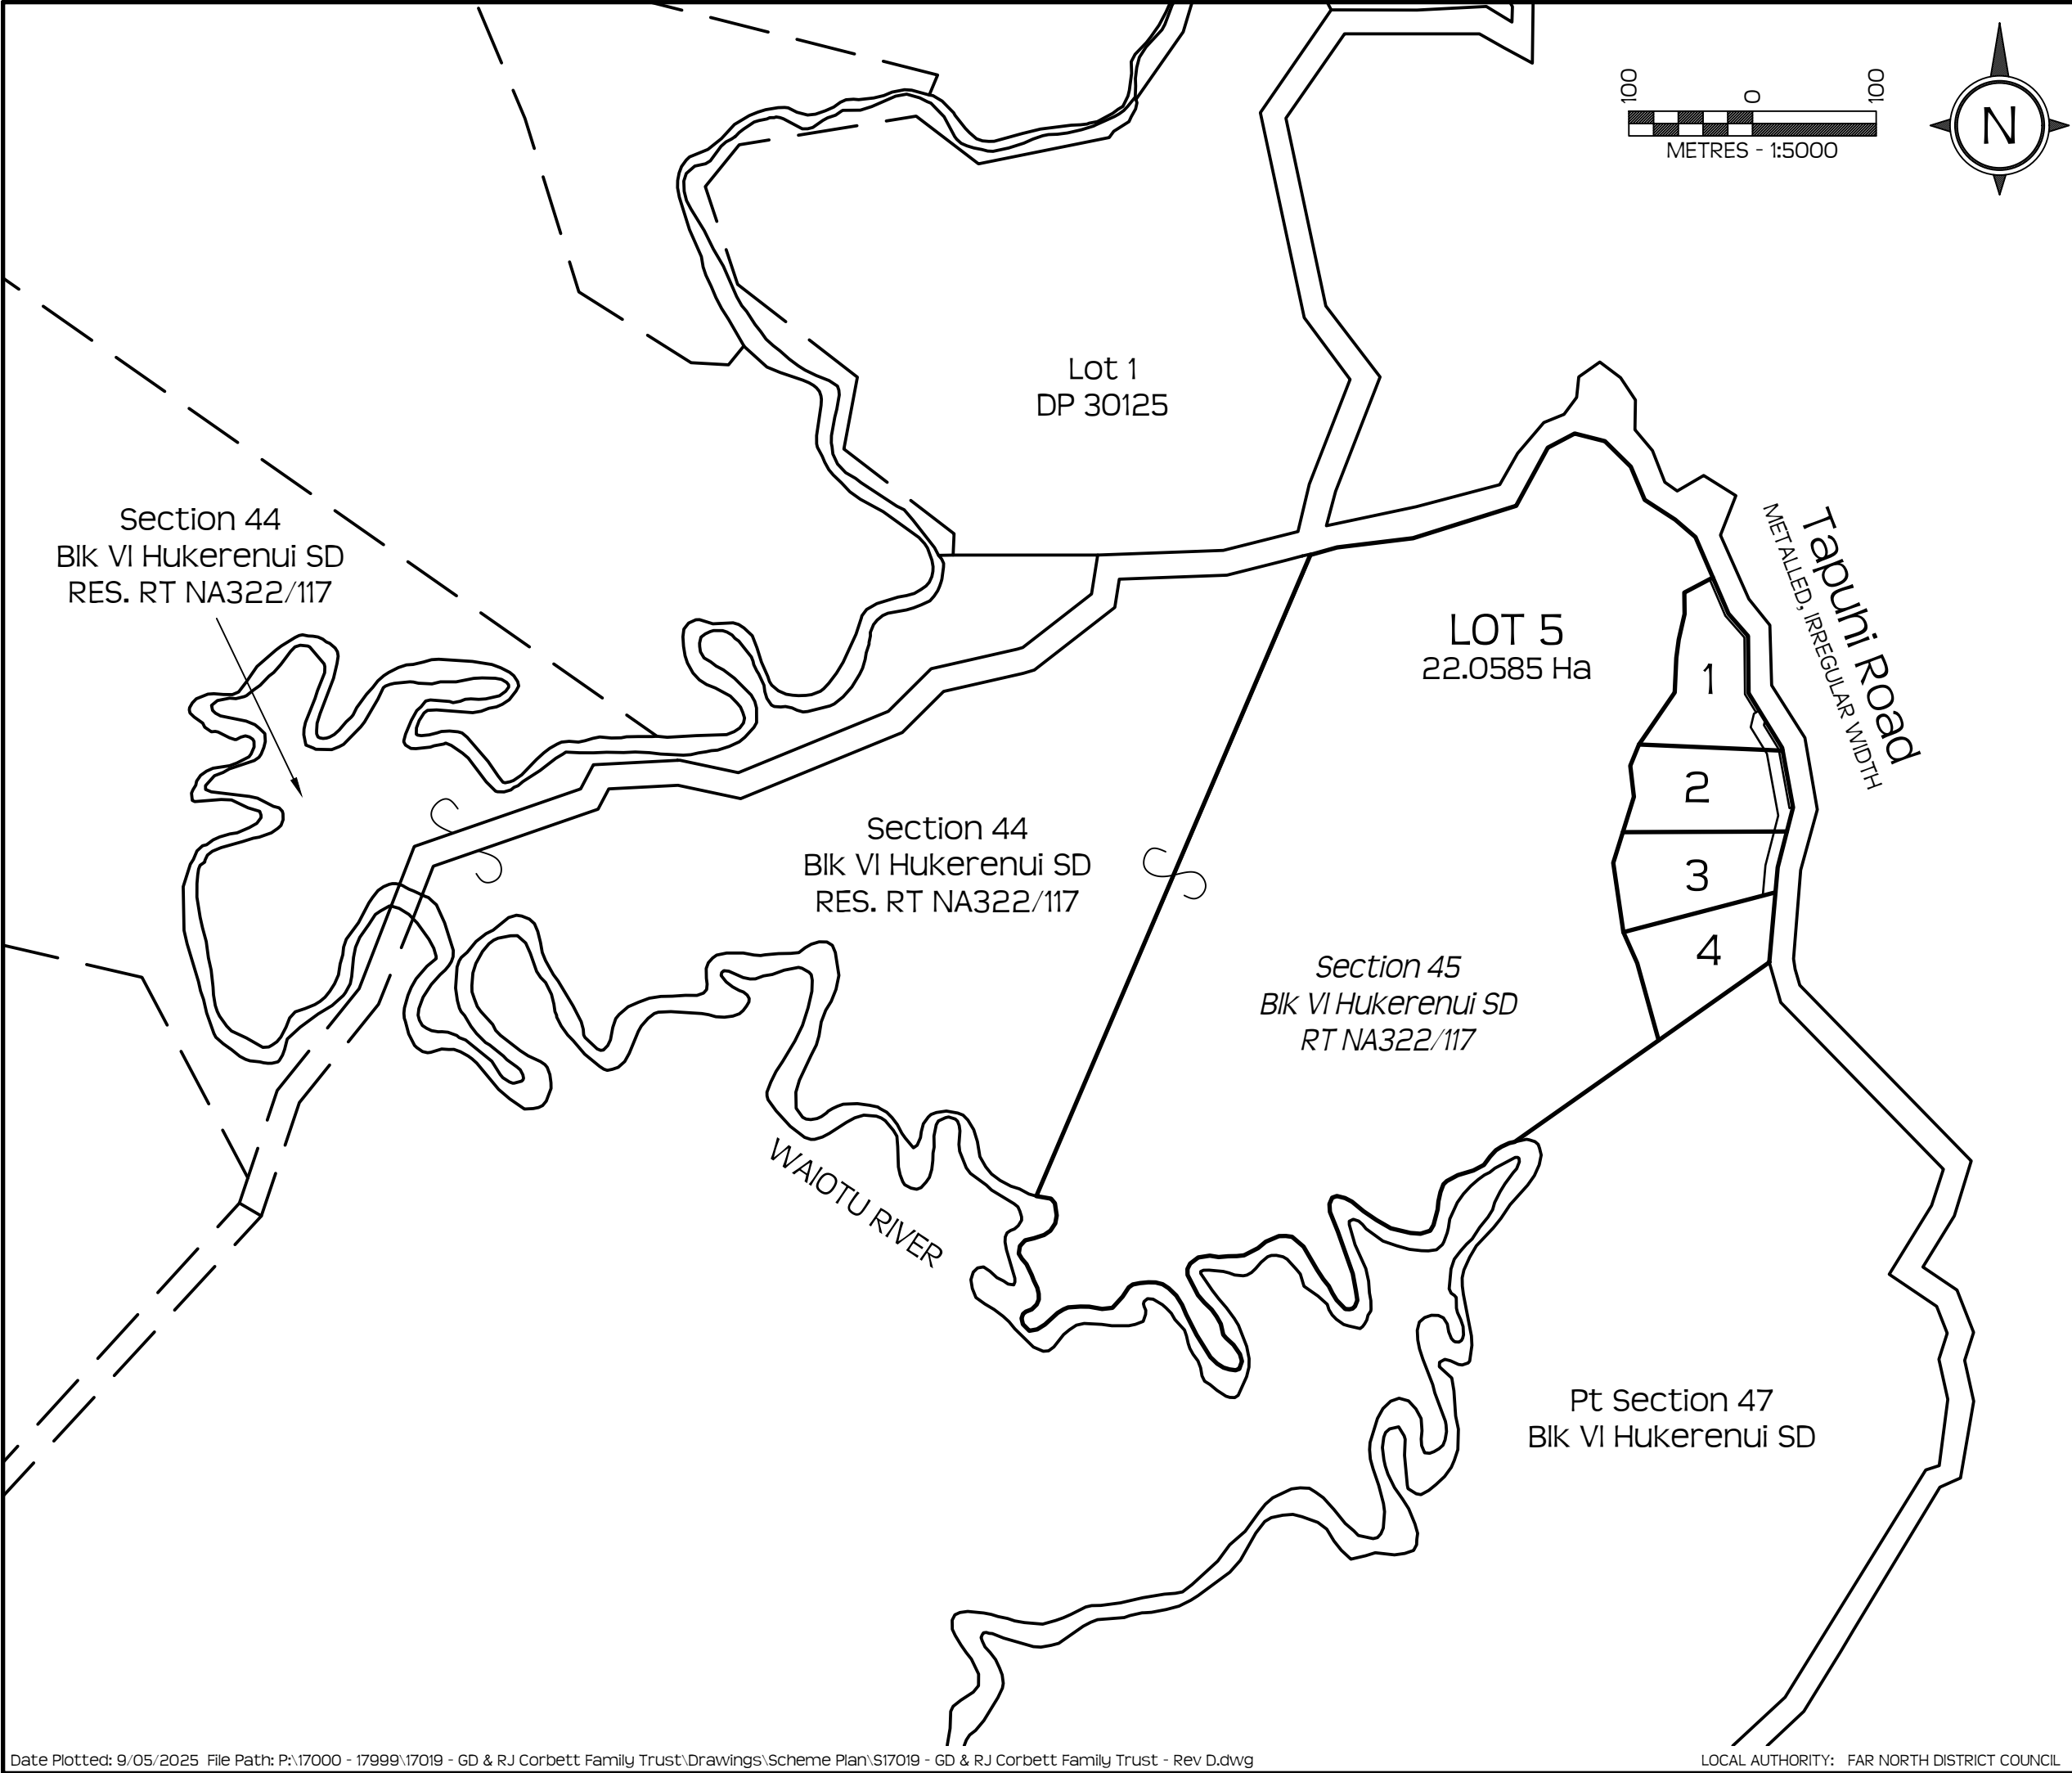 100 0 100
METRES - 1:5000
N
Lot 1
DP 30125
Section 44
Blk VI Hukerenui SD
RES. RT NA322/117
Tapuhi Road
METALLED, IRREGULAR WIDTH
LOT 5
22.0585 Ha
1
2
3
4
Section 44
Blk VI Hukerenui SD
RES. RT NA322/117
Section 45
Blk VI Hukerenui SD
RT NA322/117
WAIOTU RIVER
Pt Section 47
Blk VI Hukerenui SD
Date Plotted: 9/05/2025 File Path: P:\17000 - 17999\17019 - GD & RJ Corbett Family Trust\Drawings\Scheme Plan\S17019 - GD & RJ Corbett Family Trust - Rev D.dwg
LOCAL AUTHORITY: FAR NORTH DISTRICT COUNCIL